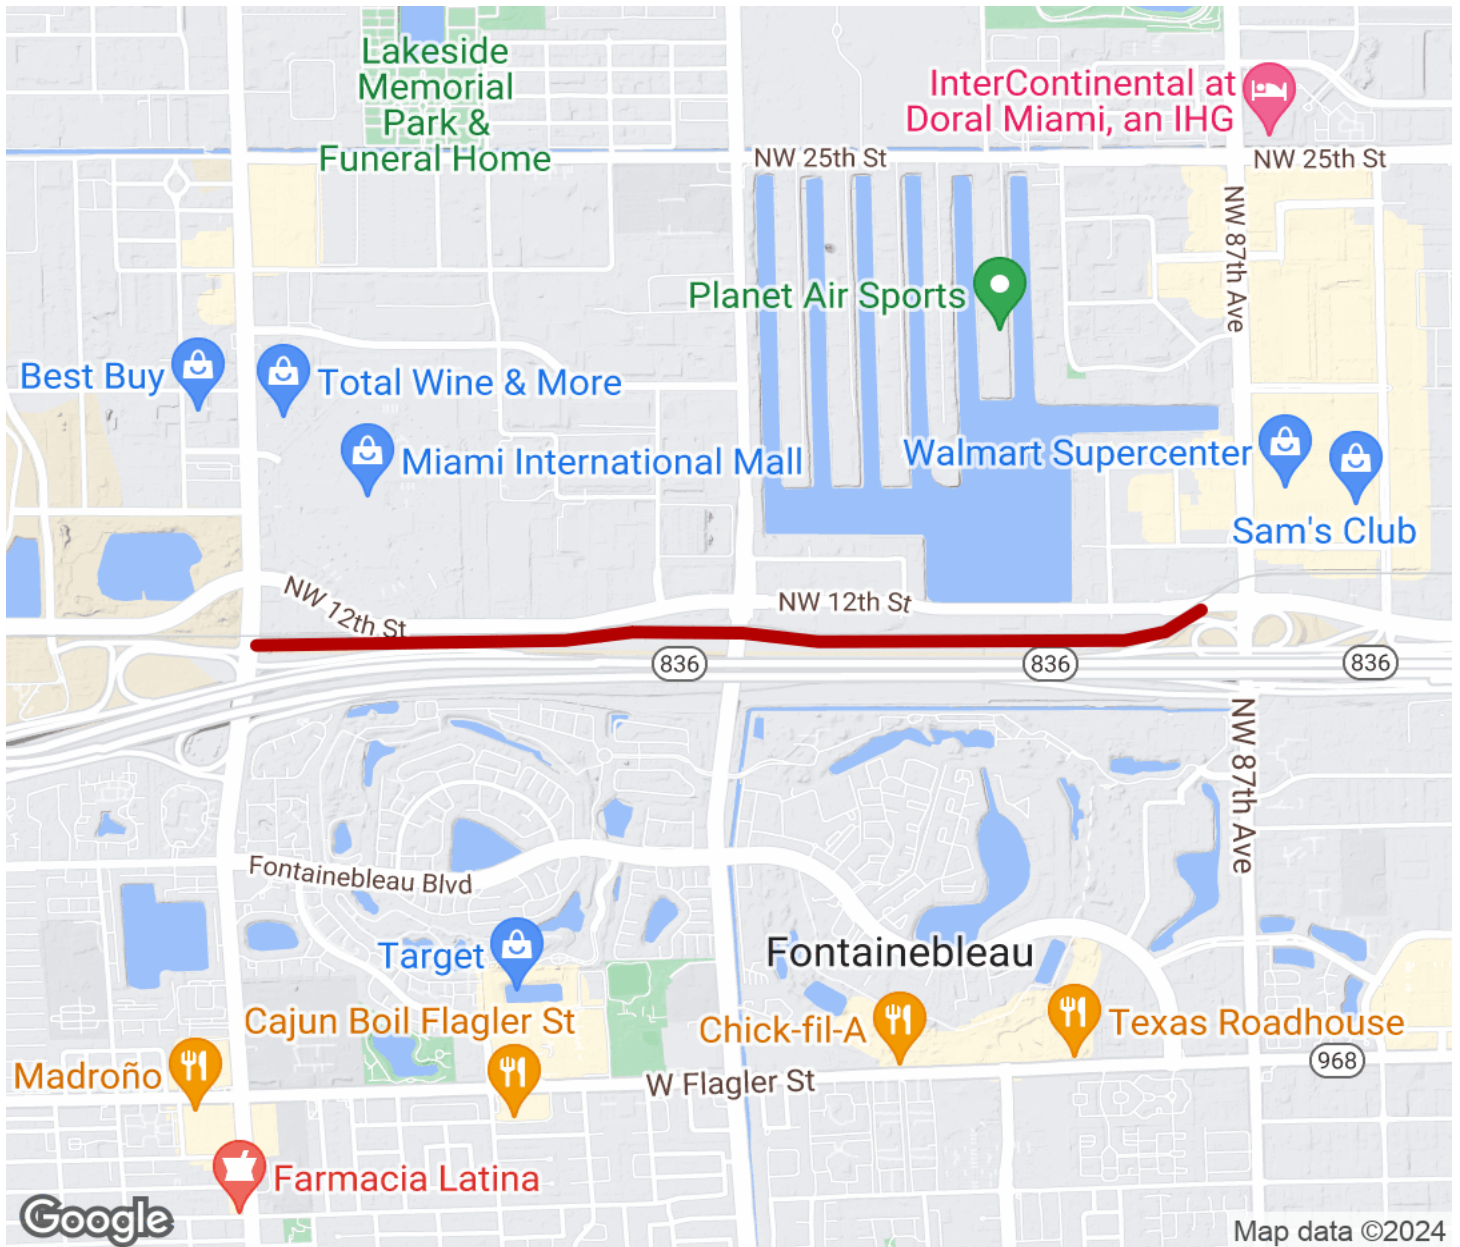 Lakeside
Memorial
Park &
Funeral Home
InterContinental at
Doral Miami, an IHG
NW 25th St
NW 25th St
NW 87th Ave
Planet Air Sports
Best Buy
Total Wine & More
Miami International Mall
Walmart Supercenter
Sam's Club
NW 12th St
NW 12th St
836
836
836
NW 87th Ave
Fontainebleau Blvd
Target
Fontainebleau
Cajun Boil Flagler St
Chick-fil-A
Texas Roadhouse
Madroño
968
W Flagler St
Farmacia Latina
Google
Map data ©2024